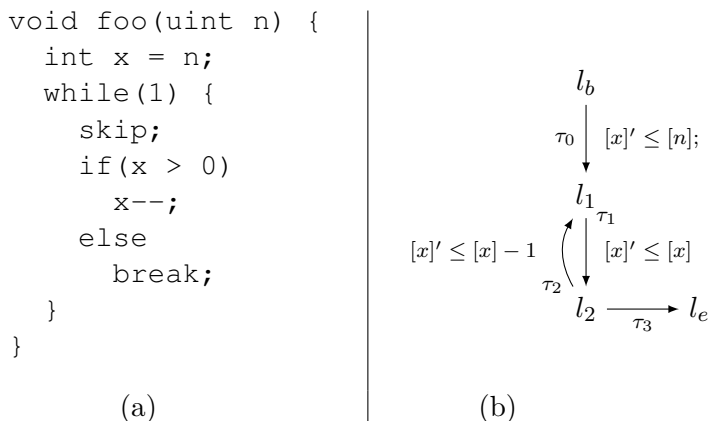 void foo(uint n) {
int x = n;
while(1) {
skip;
if(x > 0)
x--;
else
break;
}
}
(a)
l_b
τ_0 [x]' ≤ [n];
l_1
τ_1
[x]' ≤ [x] − 1 [x]' ≤ [x]
τ_2
l_2 l_e
τ_3
(b)